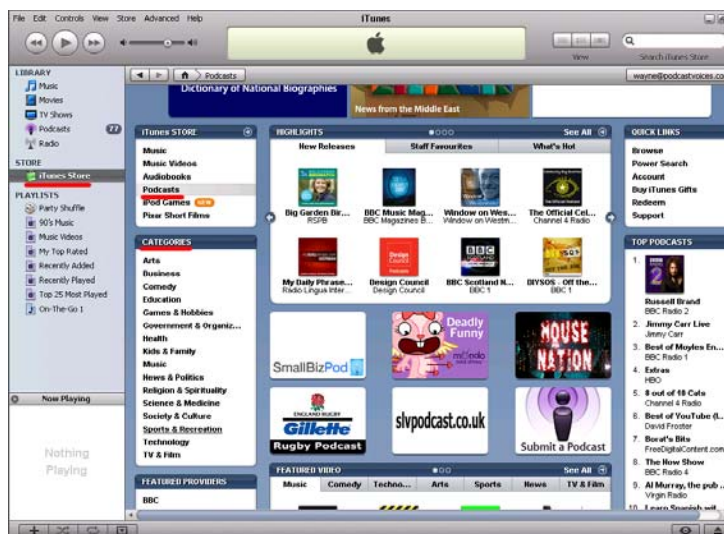 File Edit Controls View Store Advanced Help
iTunes
View
Search iTunes Store
LIBRARY
Music
Movies
TV Shows
Podcasts 22
Radio
STORE
iTunes Store
PLAYLISTS
Party Shuffle
90's Music
Music Videos
My Top Rated
Recently Added
Recently Played
Top 25 Most Played
On-The-Go 1
Now Playing
Nothing
Playing
Podcasts
wayne@podcastvoices.co
Dictionary of National Biographies
News from the Middle East
iTunes STORE
Music
Music Videos
Audiobooks
Podcasts
iPod Games NEW
Pixar Short Films
CATEGORIES
Arts
Business
Comedy
Education
Games & Hobbies
Government & Organiz...
Health
Kids & Family
Music
News & Politics
Religion & Spirituality
Science & Medicine
Society & Culture
Sports & Recreation
Technology
TV & Film
FEATURED PROVIDERS
BBC
HIGHLIGHTS See All
New Releases Staff Favourites What's Hot
Big Garden Bir... BBC Music Mag... Window on Wes... The Official Cel...
RSPB BBC Magazines B... Window on Westm... Channel 4 Radio
My Daily Phrase... Design Council BBC Scotland N... DIYSOS - Off the...
Radio Lingua Inter... Design Council BBC 1 BBC 1
SmallBizPod
Deadly
Funny
mondo
HOUSE
NATION
ENGLAND RUGBY
Gillette
Rugby Podcast
slvpodcast.co.uk
Submit a Podcast
FEATURED VIDEO See All
Music Comedy Techno... Arts Sports News TV & Film
QUICK LINKS
Browse
Power Search
Account
Buy iTunes Gifts
Redeem
Support
TOP PODCASTS
1.
Russell Brand
BBC Radio 2
2. Jimmy Carr Live
Jimmy Carr
3. Best of Moyles En...
BBC Radio 1
4. Extras
HBO
5. 8 out of 10 Cats
Channel 4 Radio
6. Best of YouTube (I...
David Froster
7. Borat's Bits
FreeDigitalContent.com
8. The Now Show
BBC Radio 4
9. Al Murray, the pub ...
Virgin Radio
10. Learn Spanish wit...